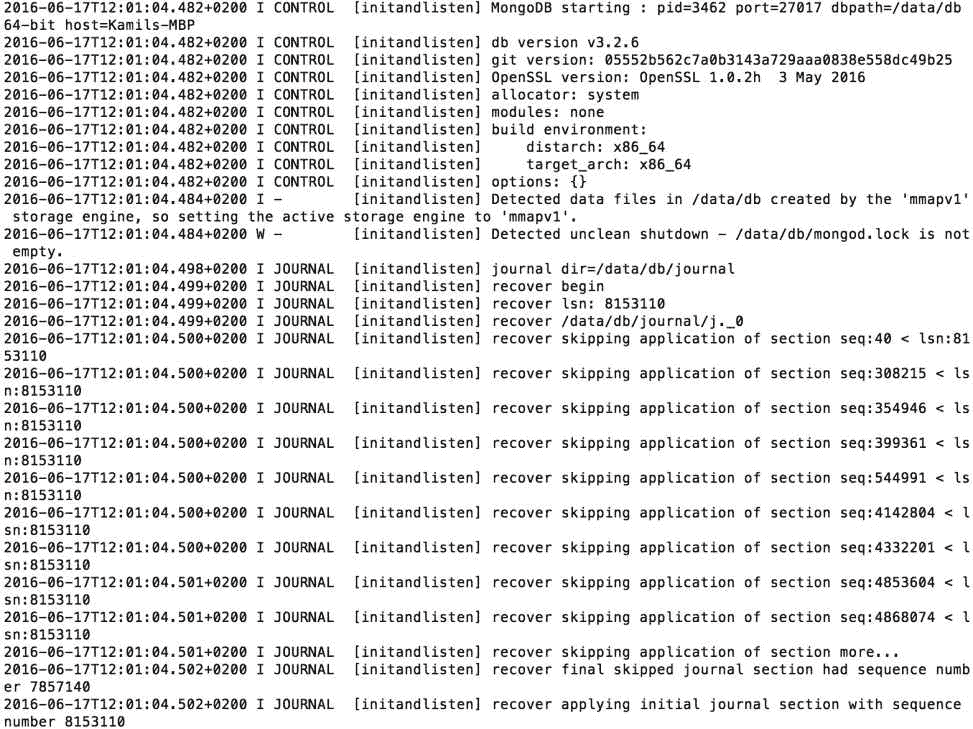 2016-06-17T12:01:04.482+0200 I CONTROL  [initandlisten] MongoDB starting : pid=3462 port=27017 dbpath=/data/db
64-bit host=Kamils-MBP
2016-06-17T12:01:04.482+0200 I CONTROL  [initandlisten] db version v3.2.6
2016-06-17T12:01:04.482+0200 I CONTROL  [initandlisten] git version: 05552b562c7a0b3143a729aaa0838e558dc49b25
2016-06-17T12:01:04.482+0200 I CONTROL  [initandlisten] OpenSSL version: OpenSSL 1.0.2h  3 May 2016
2016-06-17T12:01:04.482+0200 I CONTROL  [initandlisten] allocator: system
2016-06-17T12:01:04.482+0200 I CONTROL  [initandlisten] modules: none
2016-06-17T12:01:04.482+0200 I CONTROL  [initandlisten] build environment:
2016-06-17T12:01:04.482+0200 I CONTROL  [initandlisten]     distarch: x86_64
2016-06-17T12:01:04.482+0200 I CONTROL  [initandlisten]     target_arch: x86_64
2016-06-17T12:01:04.482+0200 I CONTROL  [initandlisten] options: {}
2016-06-17T12:01:04.484+0200 I -        [initandlisten] Detected data files in /data/db created by the 'mmapv1'
 storage engine, so setting the active storage engine to 'mmapv1'.
2016-06-17T12:01:04.484+0200 W -        [initandlisten] Detected unclean shutdown - /data/db/mongod.lock is not
 empty.
2016-06-17T12:01:04.498+0200 I JOURNAL  [initandlisten] journal dir=/data/db/journal
2016-06-17T12:01:04.499+0200 I JOURNAL  [initandlisten] recover begin
2016-06-17T12:01:04.499+0200 I JOURNAL  [initandlisten] recover lsn: 8153110
2016-06-17T12:01:04.499+0200 I JOURNAL  [initandlisten] recover /data/db/journal/j._0
2016-06-17T12:01:04.500+0200 I JOURNAL  [initandlisten] recover skipping application of section seq:40 < lsn:81
53110
2016-06-17T12:01:04.500+0200 I JOURNAL  [initandlisten] recover skipping application of section seq:308215 < ls
n:8153110
2016-06-17T12:01:04.500+0200 I JOURNAL  [initandlisten] recover skipping application of section seq:354946 < ls
n:8153110
2016-06-17T12:01:04.500+0200 I JOURNAL  [initandlisten] recover skipping application of section seq:399361 < ls
n:8153110
2016-06-17T12:01:04.500+0200 I JOURNAL  [initandlisten] recover skipping application of section seq:544991 < ls
n:8153110
2016-06-17T12:01:04.500+0200 I JOURNAL  [initandlisten] recover skipping application of section seq:4142804 < l
sn:8153110
2016-06-17T12:01:04.500+0200 I JOURNAL  [initandlisten] recover skipping application of section seq:4332201 < l
sn:8153110
2016-06-17T12:01:04.501+0200 I JOURNAL  [initandlisten] recover skipping application of section seq:4853604 < l
sn:8153110
2016-06-17T12:01:04.501+0200 I JOURNAL  [initandlisten] recover skipping application of section seq:4868074 < l
sn:8153110
2016-06-17T12:01:04.501+0200 I JOURNAL  [initandlisten] recover skipping application of section more...
2016-06-17T12:01:04.502+0200 I JOURNAL  [initandlisten] recover final skipped journal section had sequence numb
er 7857140
2016-06-17T12:01:04.502+0200 I JOURNAL  [initandlisten] recover applying initial journal section with sequence
number 8153110